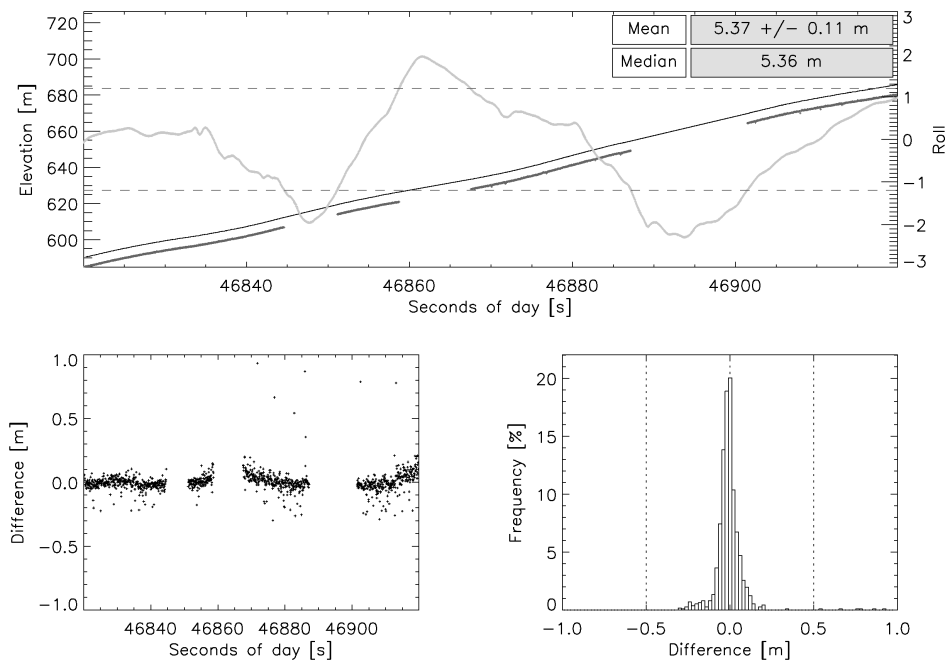 Mean 5.37 +/- 0.11 m
Median 5.36 m
720
700
680
660
640
620
600
Elevation [m]
3
2
1
0
-1
-2
-3
Roll
46840 46860 46880 46900
Seconds of day [s]
1.0
0.5
0.0
-0.5
-1.0
Difference [m]
46840 46860 46880 46900
Seconds of day [s]
20
15
10
5
0
Frequency [%]
-1.0 -0.5 0.0 0.5 1.0
Difference [m]